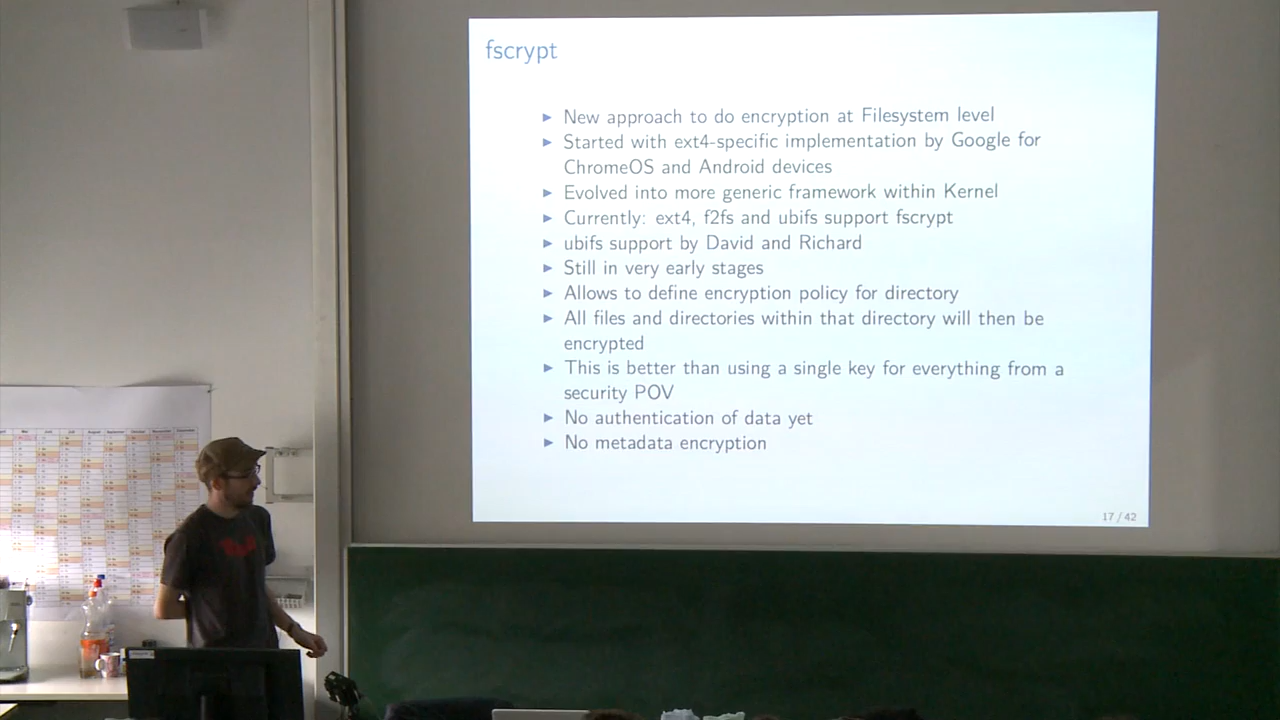 fscrypt
► New approach to do encryption at Filesystem level
► Started with ext4-specific implementation by Google for
ChromeOS and Android devices
► Evolved into more generic framework within Kernel
► Currently: ext4, f2fs and ubifs support fscrypt
► ubifs support by David and Richard
► Still in very early stages
► Allows to define encryption policy for directory
► All files and directories within that directory will then be
encrypted
► This is better than using a single key for everything from a
security POV
► No authentication of data yet
► No metadata encryption
17 / 42